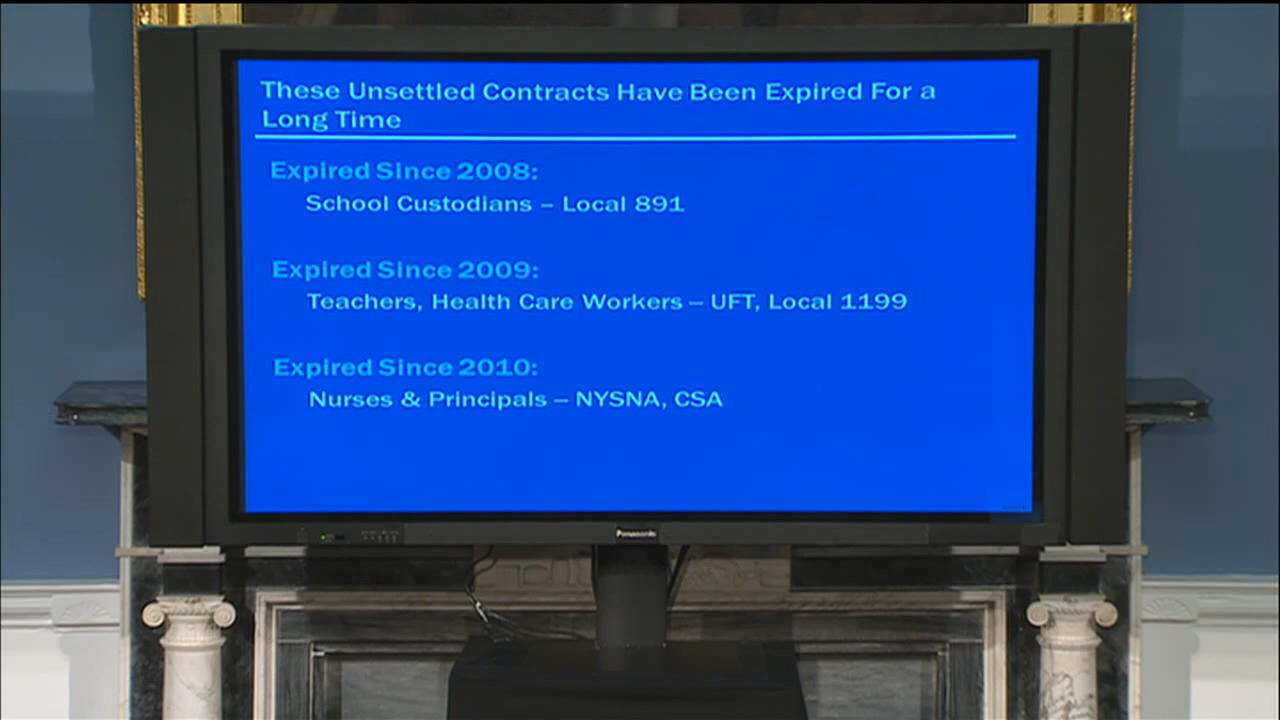 These Unsettled Contracts Have Been Expired For a
Long Time
Expired Since 2008:
School Custodians – Local 891
Expired Since 2009:
Teachers, Health Care Workers – UFT, Local 1199
Expired Since 2010:
Nurses & Principals – NYSNA, CSA
Panasonic